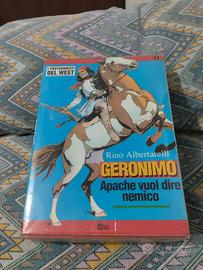 I PROTAGONISTI
DEL WEST
Rino Albertarelli
GERONIMO
Apache vuol dire
nemico